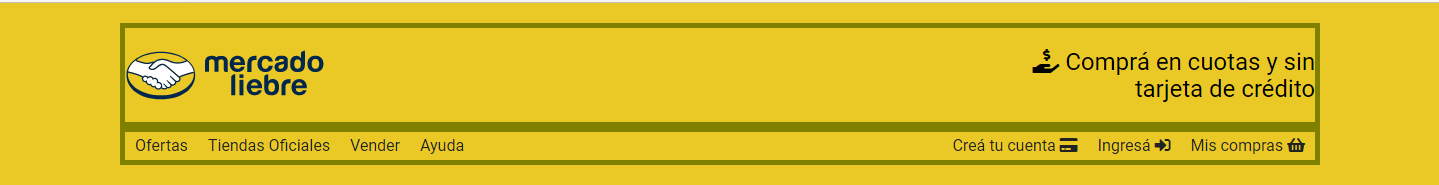 mercado
liebre
Comprá en cuotas y sin
tarjeta de crédito
Ofertas Tiendas Oficiales Vender Ayuda Creá tu cuenta Ingresá Mis compras